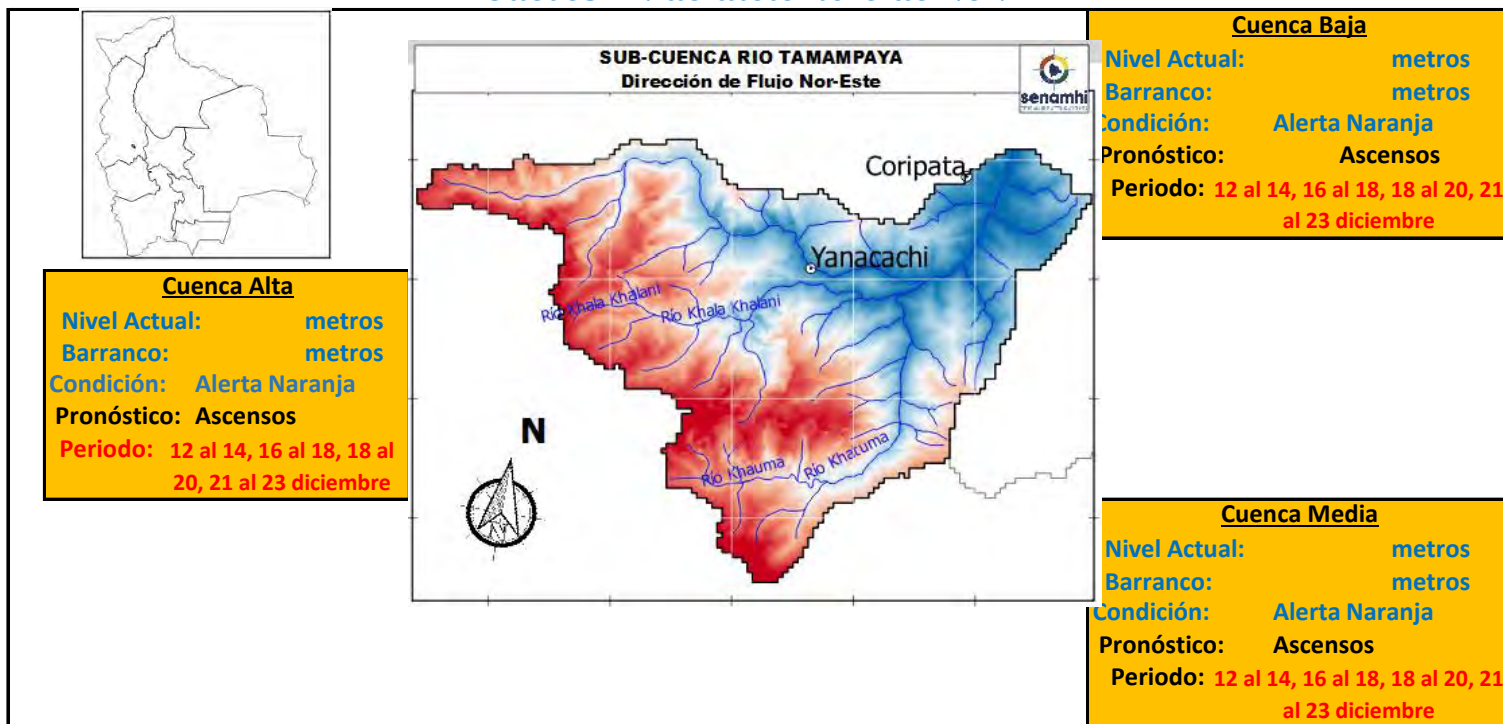 Cuenca Baja
Nivel Actual: metros
Barranco: metros
Condición: Alerta Naranja
Pronóstico: Ascensos
Periodo: 12 al 14, 16 al 18, 18 al 20, 21
al 23 diciembre
SUB-CUENCA RIO TAMAMPAYA
Dirección de Flujo Nor-Este
senamhi
Coripata
Yanacachi
Río Khala Khalani
Río Khala Khalani
Río Khauma
Río Khatuma
N
Cuenca Alta
Nivel Actual: metros
Barranco: metros
Condición: Alerta Naranja
Pronóstico: Ascensos
Periodo: 12 al 14, 16 al 18, 18 al
20, 21 al 23 diciembre
Cuenca Media
Nivel Actual: metros
Barranco: metros
Condición: Alerta Naranja
Pronóstico: Ascensos
Periodo: 12 al 14, 16 al 18, 18 al 20, 21
al 23 diciembre